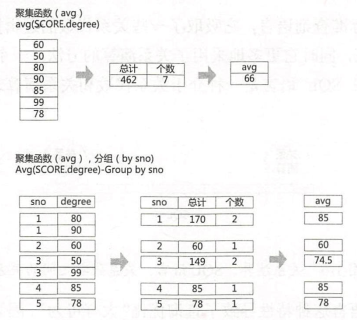 聚集函数（avg）
avg(SCORE.degree)
60
50
80
90
85
99
78
总计 个数
462 7
avg
66
聚集函数（avg）, 分组（by sno）
Avg(SCORE.degree)-Group by sno
sno degree
1 80
1 90
2 60
3 50
3 99
4 85
5 78
sno 总计 个数
1 170 2
2 60 1
3 149 2
4 85 1
5 78 1
avg
85
60
74.5
85
78